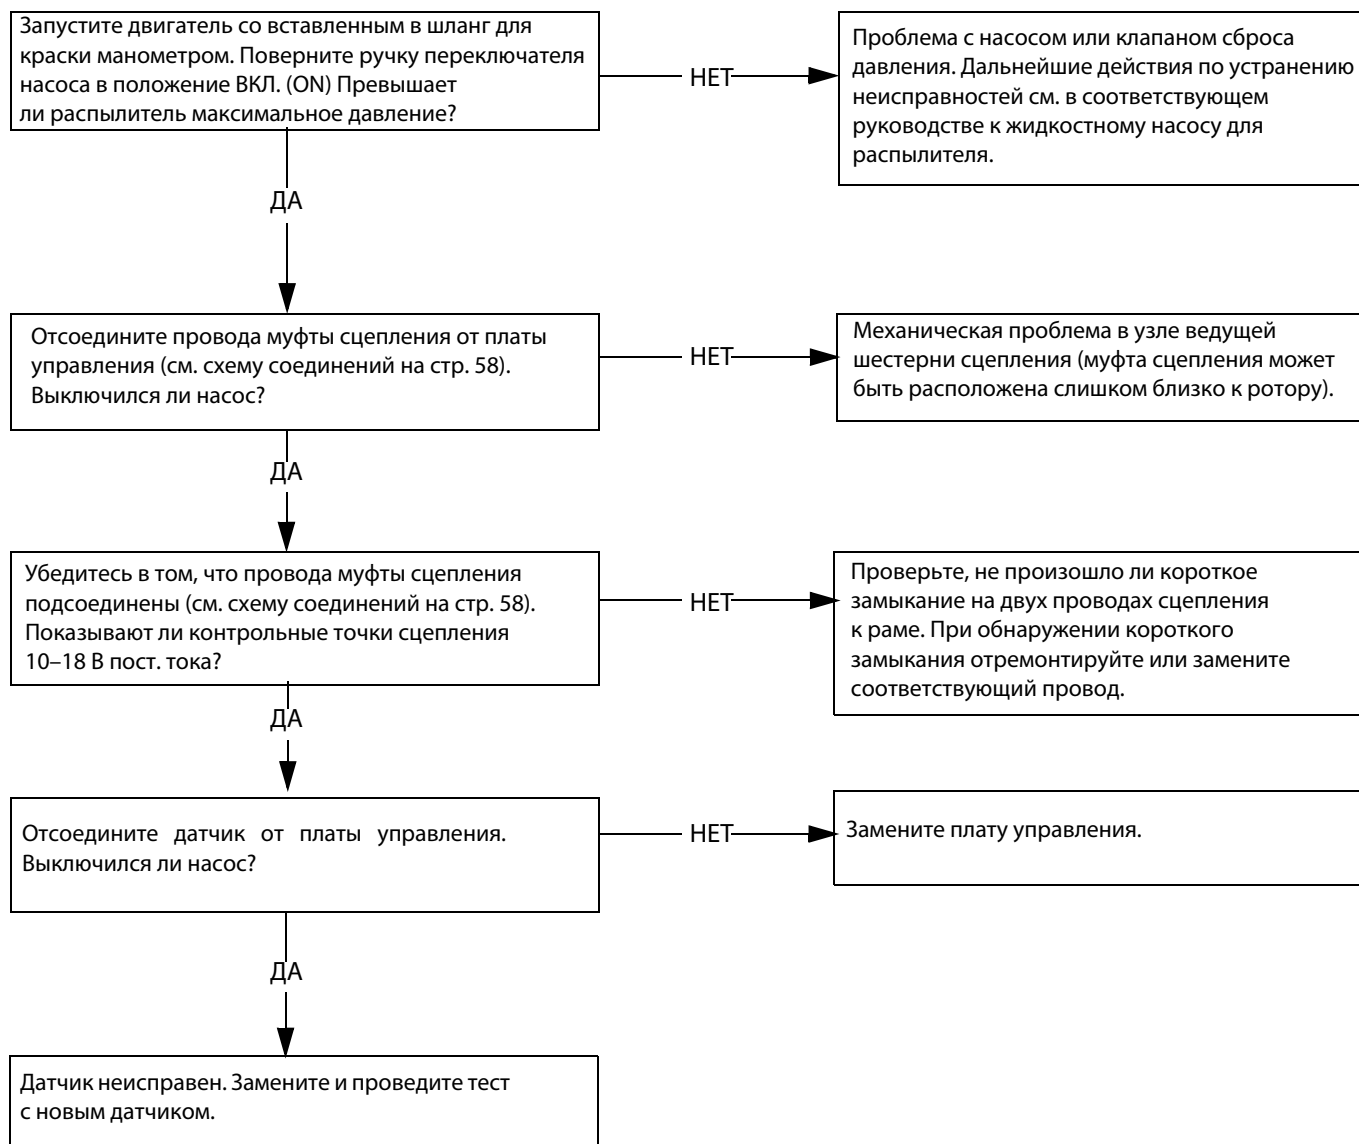 Запустите двигатель со вставленным в шланг для
краски манометром. Поверните ручку переключателя
насоса в положение ВКЛ. (ON) Превышает
ли распылитель максимальное давление?
НЕТ
Проблема с насосом или клапаном сброса
давления. Дальнейшие действия по устранению
неисправностей см. в соответствующем
руководстве к жидкостному насосу для
распылителя.
ДА
Отсоедините провода муфты сцепления от платы
управления (см. схему соединений на стр. 58).
Выключился ли насос?
НЕТ
Механическая проблема в узле ведущей
шестерни сцепления (муфта сцепления может
быть расположена слишком близко к ротору).
ДА
Убедитесь в том, что провода муфты сцепления
подсоединены (см. схему соединений на стр. 58).
Показывают ли контрольные точки сцепления
10–18 В пост. тока?
НЕТ
Проверьте, не произошло ли короткое
замыкание на двух проводах сцепления
к раме. При обнаружении короткого
замыкания отремонтируйте или замените
соответствующий провод.
ДА
Отсоедините датчик от платы управления.
Выключился ли насос?
НЕТ
Замените плату управления.
ДА
Датчик неисправен. Замените и проведите тест
с новым датчиком.